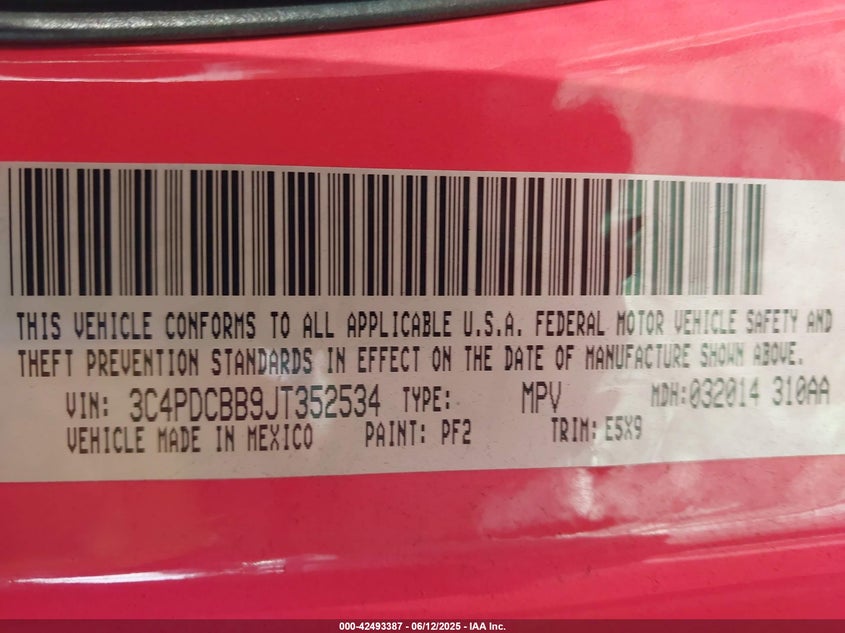 THIS VEHICLE CONFORMS TO ALL APPLICABLE U.S.A. FEDERAL MOTOR VEHICLE SAFETY AND
THEFT PREVENTION STANDARDS IN EFFECT ON THE DATE OF MANUFACTURE SHOWN ABOVE.
VIN: 3C4PDCBB9JT352534 TYPE: MPV MDH: 032014 310AA
VEHICLE MADE IN MEXICO PAINT: PF2 TRIM: E5X9
000-42493387 - 06/12/2025 - IAA Inc.